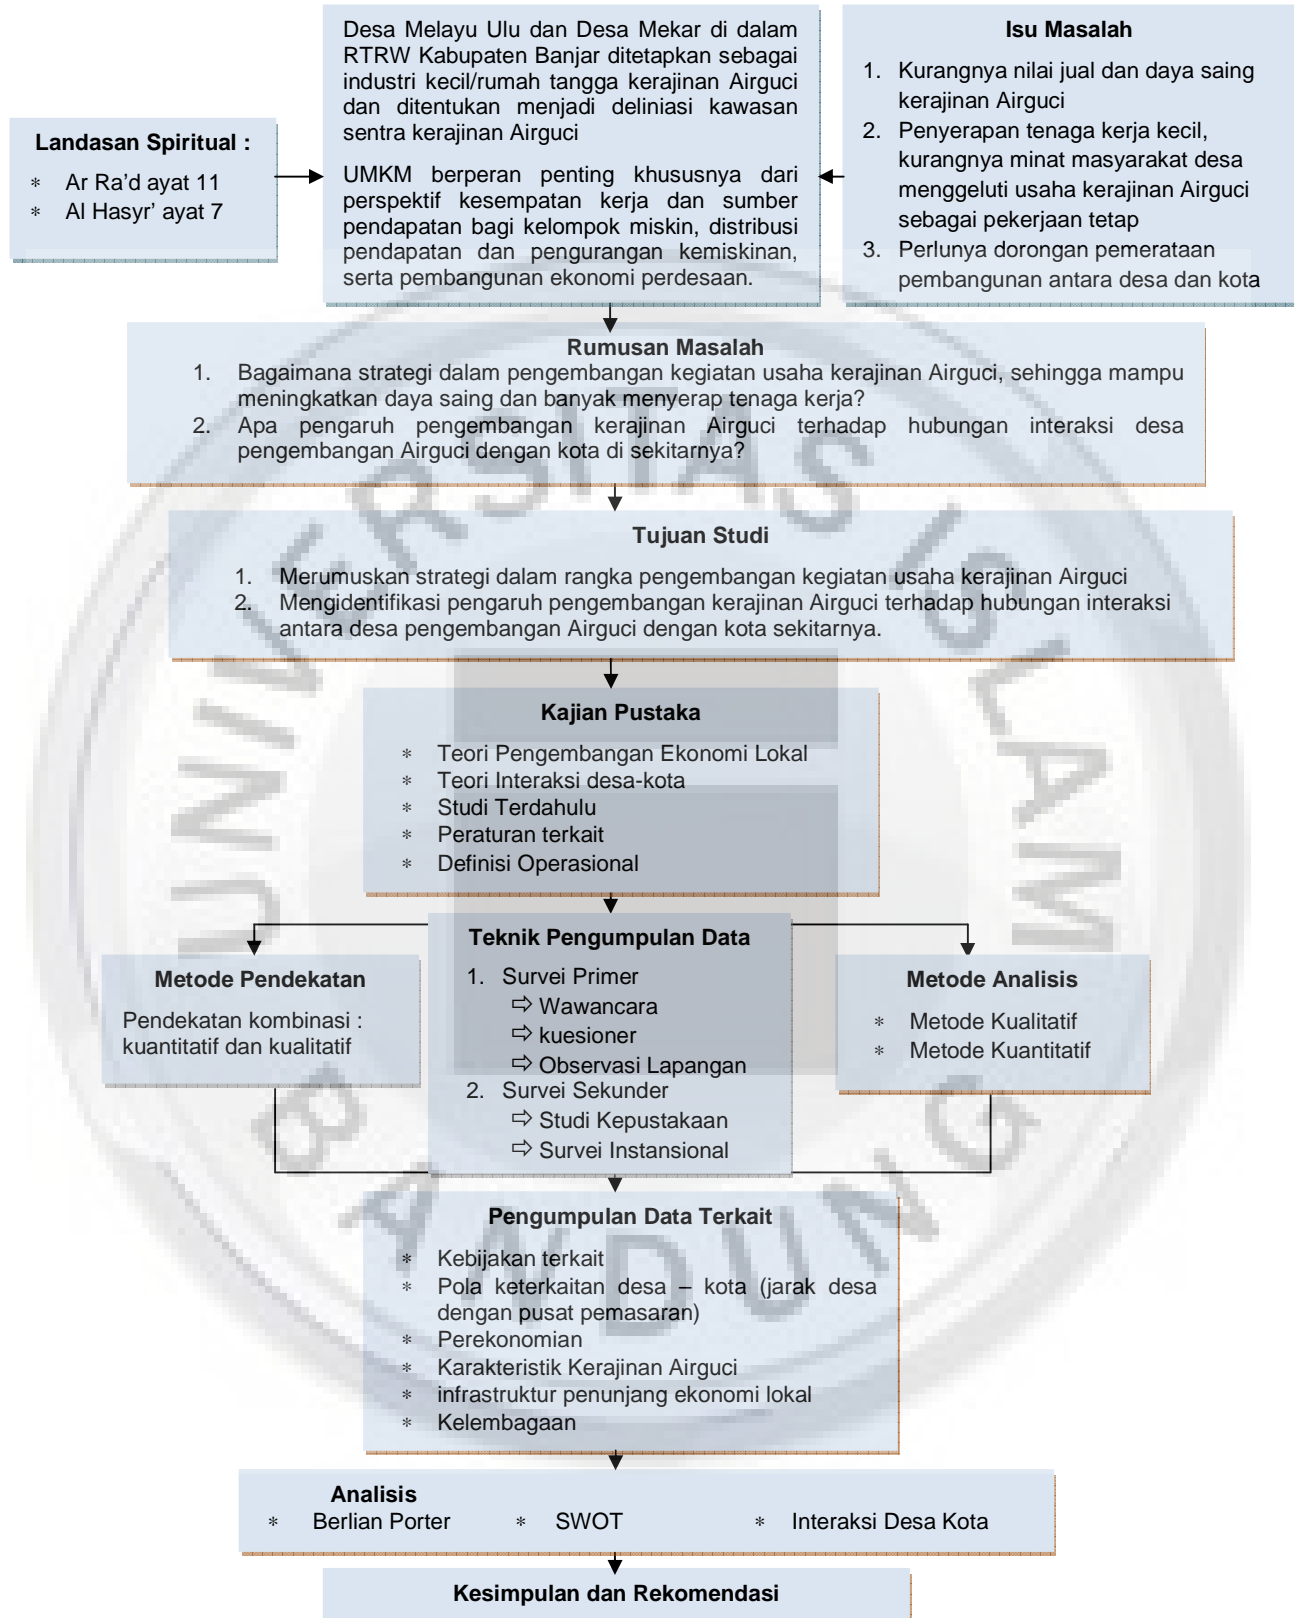 Desa Melayu Ulu dan Desa Mekar di dalam
RTRW Kabupaten Banjar ditetapkan sebagai
industri kecil/rumah tangga kerajinan Airguci
dan ditentukan menjadi deliniasi kawasan
sentra kerajinan Airguci
UMKM berperan penting khususnya dari
perspektif kesempatan kerja dan sumber
pendapatan bagi kelompok miskin, distribusi
pendapatan dan pengurangan kemiskinan,
serta pembangunan ekonomi perdesaan.
Isu Masalah
1. Kurangnya nilai jual dan daya saing
kerajinan Airguci
2. Penyerapan tenaga kerja kecil,
kurangnya minat masyarakat desa
menggeluti usaha kerajinan Airguci
sebagai pekerjaan tetap
3. Perlunya dorongan pemerataan
pembangunan antara desa dan kota
Landasan Spiritual :
* Ar Ra’d ayat 11
* Al Hasyr’ ayat 7
Rumusan Masalah
1. Bagaimana strategi dalam pengembangan kegiatan usaha kerajinan Airguci, sehingga mampu
meningkatkan daya saing dan banyak menyerap tenaga kerja?
2. Apa pengaruh pengembangan kerajinan Airguci terhadap hubungan interaksi desa
pengembangan Airguci dengan kota di sekitarnya?
Tujuan Studi
1. Merumuskan strategi dalam rangka pengembangan kegiatan usaha kerajinan Airguci
2. Mengidentifikasi pengaruh pengembangan kerajinan Airguci terhadap hubungan interaksi
antara desa pengembangan Airguci dengan kota sekitarnya.
Kajian Pustaka
* Teori Pengembangan Ekonomi Lokal
* Teori Interaksi desa-kota
* Studi Terdahulu
* Peraturan terkait
* Definisi Operasional
Metode Pendekatan
Pendekatan kombinasi :
kuantitatif dan kualitatif
Teknik Pengumpulan Data
1. Survei Primer
⇨ Wawancara
⇨ kuesioner
⇨ Observasi Lapangan
2. Survei Sekunder
⇨ Studi Kepustakaan
⇨ Survei Instansional
Metode Analisis
* Metode Kualitatif
* Metode Kuantitatif
Pengumpulan Data Terkait
* Kebijakan terkait
* Pola keterkaitan desa – kota (jarak desa
dengan pusat pemasaran)
* Perekonomian
* Karakteristik Kerajinan Airguci
* infrastruktur penunjang ekonomi lokal
* Kelembagaan
Analisis
* Berlian Porter * SWOT * Interaksi Desa Kota
Kesimpulan dan Rekomendasi
UNIVERSITAS ISLAM
BANDUNG